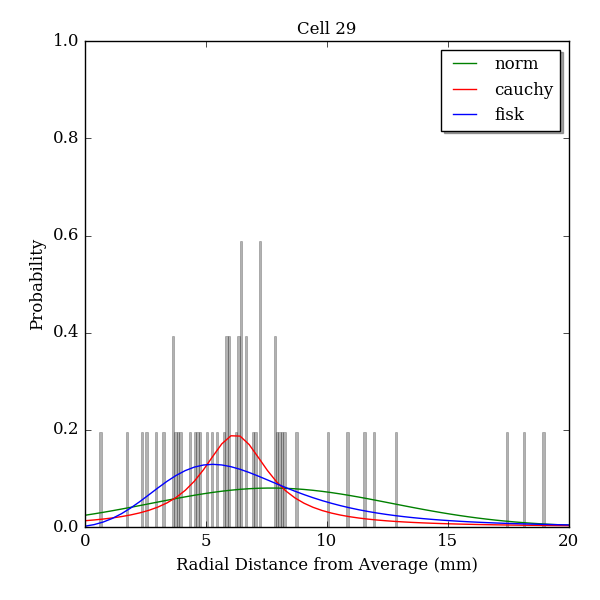 Cell 29
norm
cauchy
fisk
1.0
0.8
0.6
0.4
0.2
0.0
Probability
0 5 10 15 20
Radial Distance from Average (mm)